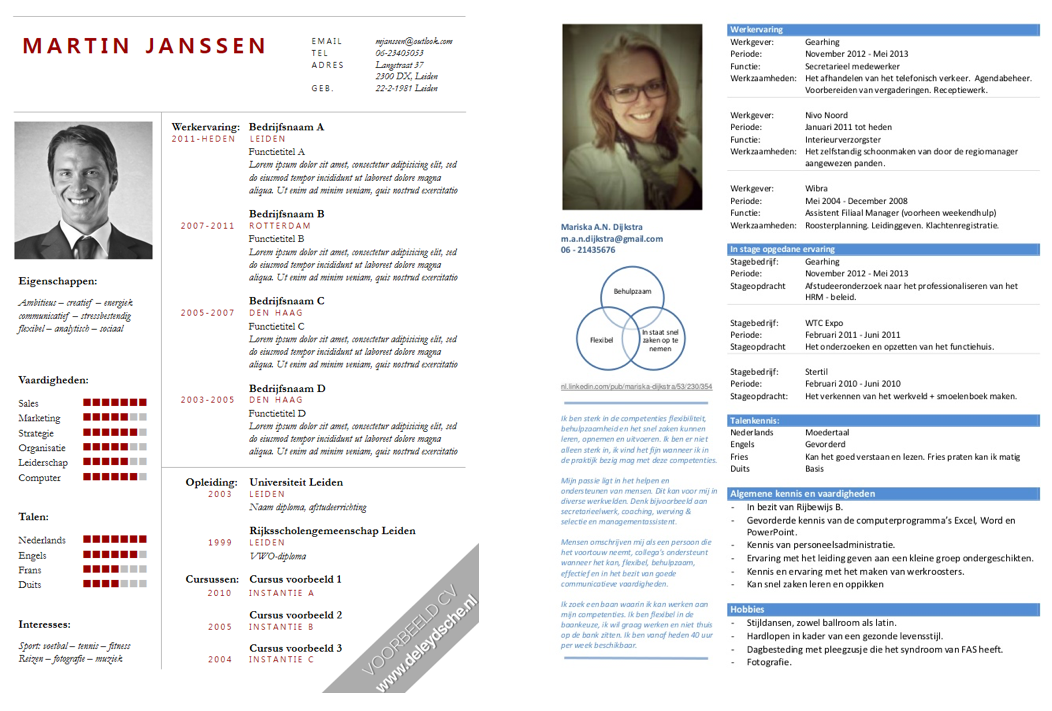 MARTIN JANSSEN
EMAIL mjanssen@outlook.com
TEL 06-23405053
ADRES Langstraat 37
2300 DX, Leiden
GEB. 22-2-1981 Leiden
Eigenschappen:
Ambitieus – creatief – energiek
communicatief – stressbestendig
flexibel – analytisch – sociaal
Vaardigheden:
Sales
Marketing
Strategie
Organisatie
Leiderschap
Computer
Talen:
Nederlands
Engels
Frans
Duits
Interesses:
Sport: voetbal – tennis – fitness
Reizen – fotografie – muziek
Werkervaring: Bedrijfsnaam A
2011-HEDEN LEIDEN
Functietitel A
Lorem ipsum dolor sit amet, consectetur adipisicing elit, sed
do eiusmod tempor incididunt ut laboreet dolore magna
aliqua. Ut enim ad minim veniam, quis nostrud exercitatio
Bedrijfsnaam B
2007-2011 ROTTERDAM
Functietitel B
Lorem ipsum dolor sit amet, consectetur adipisicing elit, sed
do eiusmod tempor incididunt ut laboreet dolore magna
aliqua. Ut enim ad minim veniam, quis nostrud exercitatio
Bedrijfsnaam C
2005-2007 DEN HAAG
Functietitel C
Lorem ipsum dolor sit amet, consectetur adipisicing elit, sed
do eiusmod tempor incididunt ut laboreet dolore magna
aliqua. Ut enim ad minim veniam, quis nostrud exercitatio
Bedrijfsnaam D
2003-2005 DEN HAAG
Functietitel D
Lorem ipsum dolor sit amet, consectetur adipisicing elit, sed
do eiusmod tempor incididunt ut laboreet dolore magna
aliqua. Ut enim ad minim veniam, quis nostrud exercitatio
Opleiding: Universiteit Leiden
2003 LEIDEN
Naam diploma, afstudeerrichting
Rijksscholengemeenschap Leiden
1999 LEIDEN
VWO-diploma
Cursussen: Cursus voorbeeld 1
2010 INSTANTIE A
Cursus voorbeeld 2
2005 INSTANTIE B
Cursus voorbeeld 3
2004 INSTANTIE C
VOORBEELD CV
www.deleydsche.nl
Mariska A.N. Dijkstra
m.a.n.dijkstra@gmail.com
06 - 21435676
Behulpzaam
Flexibel
In staat snel
zaken op te
nemen
nl.linkedin.com/pub/mariska-dijkstra/53/230/354
Ik ben sterk in de competenties flexibiliteit,
behulpzaamheid en het snel zaken kunnen
leren, opnemen en uitvoeren. Ik ben er niet
alleen sterk in, ik vind het fijn wanneer ik in
de praktijk bezig mag met deze competenties.
Mijn passie ligt in het helpen en
ondersteunen van mensen. Dit kan voor mij in
diverse werkvelden. Denk bijvoorbeeld aan
secretarieelwerk, coaching, werving &
selectie en managementassistent.
Mensen omschrijven mij als een persoon die
het voortouw neemt, collega's ondersteunt
wanneer het kan, flexibel, behulpzaam,
effectief en in het bezit van goede
communicatieve vaardigheden.
Ik zoek een baan waarin ik kan werken aan
mijn competenties. Ik ben flexibel in de
baankeuze, ik wil graag werken en niet thuis
op de bank zitten. Ik ben vanaf heden 40 uur
per week beschikbaar.
Werkervaring
Werkgever: Gearhing
Periode: November 2012 - Mei 2013
Functie: Secretarieel medewerker
Werkzaamheden: Het afhandelen van het telefonisch verkeer. Agendabeheer.
Voorbereiden van vergaderingen. Receptiewerk.
Werkgever: Nivo Noord
Periode: Januari 2011 tot heden
Functie: Interieurverzorgster
Werkzaamheden: Het zelfstandig schoonmaken van door de regiomanager
aangewezen panden.
Werkgever: Wibra
Periode: Mei 2004 - December 2008
Functie: Assistent Filiaal Manager (voorheen weekendhulp)
Werkzaamheden: Roosterplanning. Leidinggeven. Klachtenregistratie.
In stage opgedane ervaring
Stagebedrijf: Gearhing
Periode: November 2012 - Mei 2013
Stageopdracht Afstudeeronderzoek naar het professionaliseren van het
HRM - beleid.
Stagebedrijf: WTC Expo
Periode: Februari 2011 - Juni 2011
Stageopdracht Het onderzoeken en opzetten van het functiehuis.
Stagebedrijf: Stertil
Periode: Februari 2010 - Juni 2010
Stageopdracht: Het verkennen van het werkveld + smoelenboek maken.
Talenkennis:
Nederlands Moedertaal
Engels Gevorderd
Fries Kan het goed verstaan en lezen. Fries praten kan ik matig
Duits Basis
Algemene kennis en vaardigheden
- In bezit van Rijbewijs B.
- Gevorderde kennis van de computerprogramma's Excel, Word en
PowerPoint.
- Kennis van personeelsadministratie.
- Ervaring met het leiding geven aan een kleine groep ondergeschikten.
- Kennis en ervaring met het maken van werkroosters.
- Kan snel zaken leren en oppikken
Hobbies
- Stijldansen, zowel ballroom als latin.
- Hardlopen in kader van een gezonde levensstijl.
- Dagbesteding met pleegzusje die het syndroom van FAS heeft.
- Fotografie.